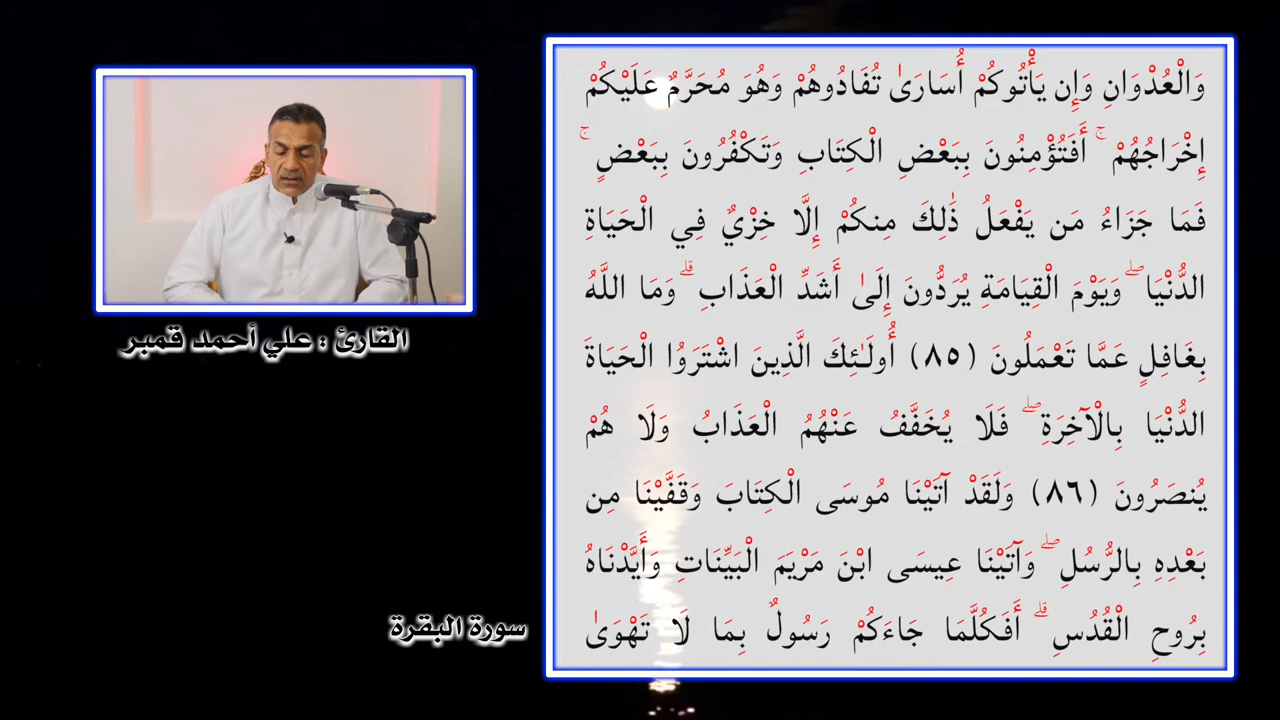 وَالْعُدْوَانِ وَإِن يَأْتُوكُمْ أُسَارَىٰ تُفَادُوهُمْ وَهُوَ مُحَرَّمٌ عَلَيْكُمْ
إِخْرَاجُهُمْ ۚ أَفَتُؤْمِنُونَ بِبَعْضِ الْكِتَابِ وَتَكْفُرُونَ بِبَعْضٍ ۚ
فَمَا جَزَاءُ مَن يَفْعَلُ ذَٰلِكَ مِنكُمْ إِلَّا خِزْيٌ فِي الْحَيَاةِ
الدُّنْيَا ۖ وَيَوْمَ الْقِيَامَةِ يُرَدُّونَ إِلَىٰ أَشَدِّ الْعَذَابِ ۗ وَمَا اللَّهُ
بِغَافِلٍ عَمَّا تَعْمَلُونَ (٨٥) أُولَـٰئِكَ الَّذِينَ اشْتَرَوُا الْحَيَاةَ
الدُّنْيَا بِالْآخِرَةِ ۖ فَلَا يُخَفَّفُ عَنْهُمُ الْعَذَابُ وَلَا هُمْ
يُنصَرُونَ (٨٦) وَلَقَدْ آتَيْنَا مُوسَى الْكِتَابَ وَقَفَّيْنَا مِن
بَعْدِهِ بِالرُّسُلِ ۖ وَآتَيْنَا عِيسَى ابْنَ مَرْيَمَ الْبَيِّنَاتِ وَأَيَّدْنَاهُ
بِرُوحِ الْقُدُسِ ۗ أَفَكُلَّمَا جَاءَكُمْ رَسُولٌ بِمَا لَا تَهْوَىٰ
القارئ : علي أحمد قمبر
سورة البقرة